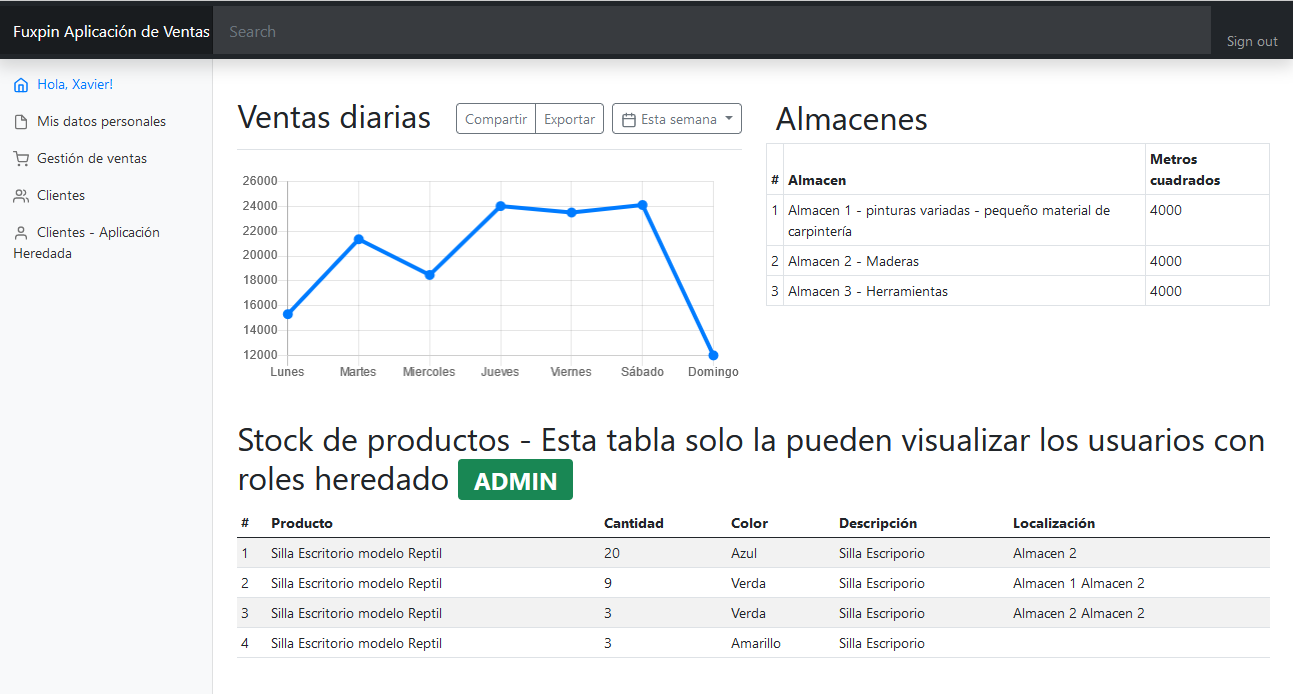 Fuxpin Aplicación de Ventas
Search
Sign out
Hola, Xavier!
Mis datos personales
Gestión de ventas
Clientes
Clientes - Aplicación
Heredada
Ventas diarias
Compartir
Exportar
Esta semana
26000
24000
22000
20000
18000
16000
14000
12000
Lunes Martes Miercoles Jueves Viernes Sábado Domingo
Almacenes
# Almacen Metros cuadrados
1 Almacen 1 - pinturas variadas - pequeño material de carpintería 4000
2 Almacen 2 - Maderas 4000
3 Almacen 3 - Herramientas 4000
Stock de productos - Esta tabla solo la pueden visualizar los usuarios con
roles heredado ADMIN
# Producto Cantidad Color Descripción Localización
1 Silla Escritorio modelo Reptil 20 Azul Silla Escriporio Almacen 2
2 Silla Escritorio modelo Reptil 9 Verda Silla Escriporio Almacen 1 Almacen 2
3 Silla Escritorio modelo Reptil 3 Verda Silla Escriporio Almacen 2 Almacen 2
4 Silla Escritorio modelo Reptil 3 Amarillo Silla Escriporio